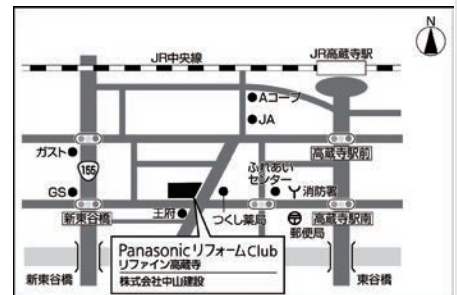 N
JR中央線
JR高蔵寺駅
Aコープ
JA
ガスト
高蔵寺駅前
155
ふれあい
センター
GS
消防署
新東谷橋
王府
つくし薬局
郵便局
高蔵寺駅南
PanasonicリフォームClub
リファイン高蔵寺
株式会社中山建設
新東谷橋
東谷橋